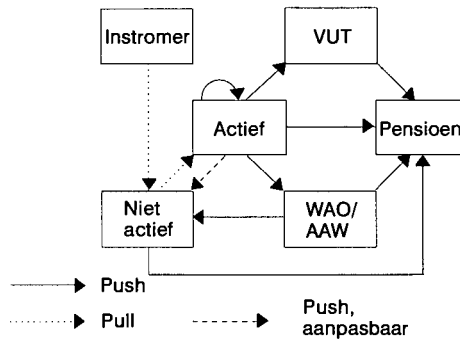 Instromer
VUT
Actief
Pensioen
Niet
actief
WAO/
AAW
Push
Pull
Push,
aanpasbaar